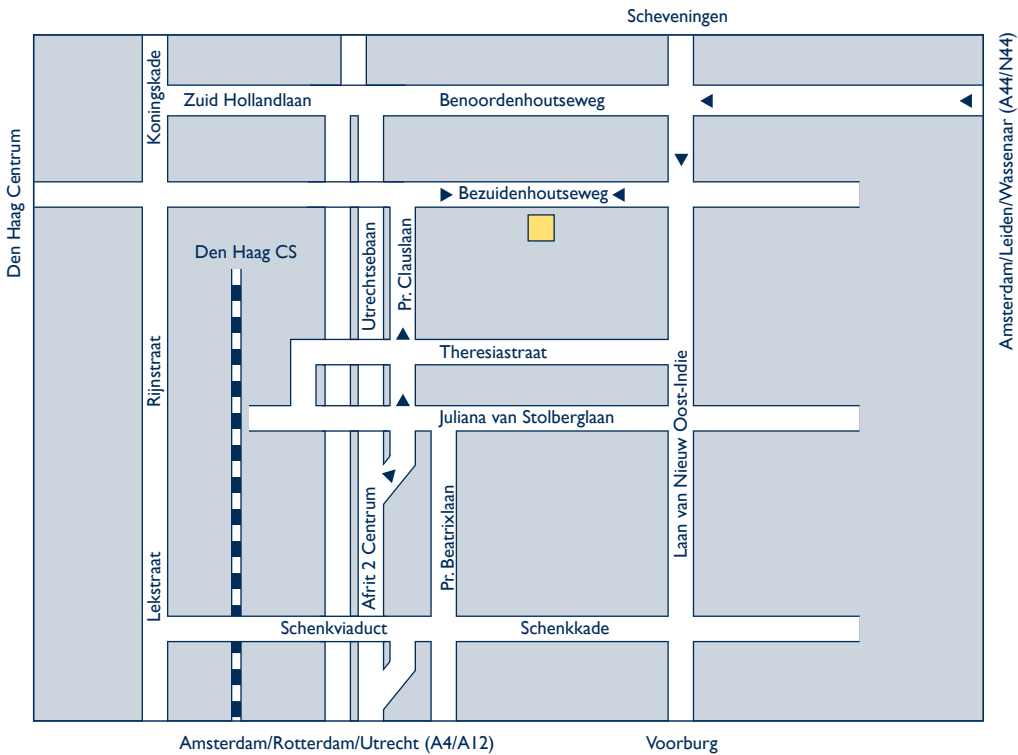 Scheveningen
Koningskade
Zuid Hollandlaan
Benoordenhoutseweg
Amsterdam/Leiden/Wassenaar (A44/N44)
Den Haag Centrum
Bezuidenhoutseweg
Den Haag CS
Utrechtsebaan
Pr. Clauslaan
Rijnstraat
Theresiastraat
Laan van Nieuw Oost-Indie
Juliana van Stolberglaan
Lekstraat
Afrit 2 Centrum
Pr. Beatrixlaan
Schenkviaduct
Schenkkade
Amsterdam/Rotterdam/Utrecht (A4/A12)
Voorburg